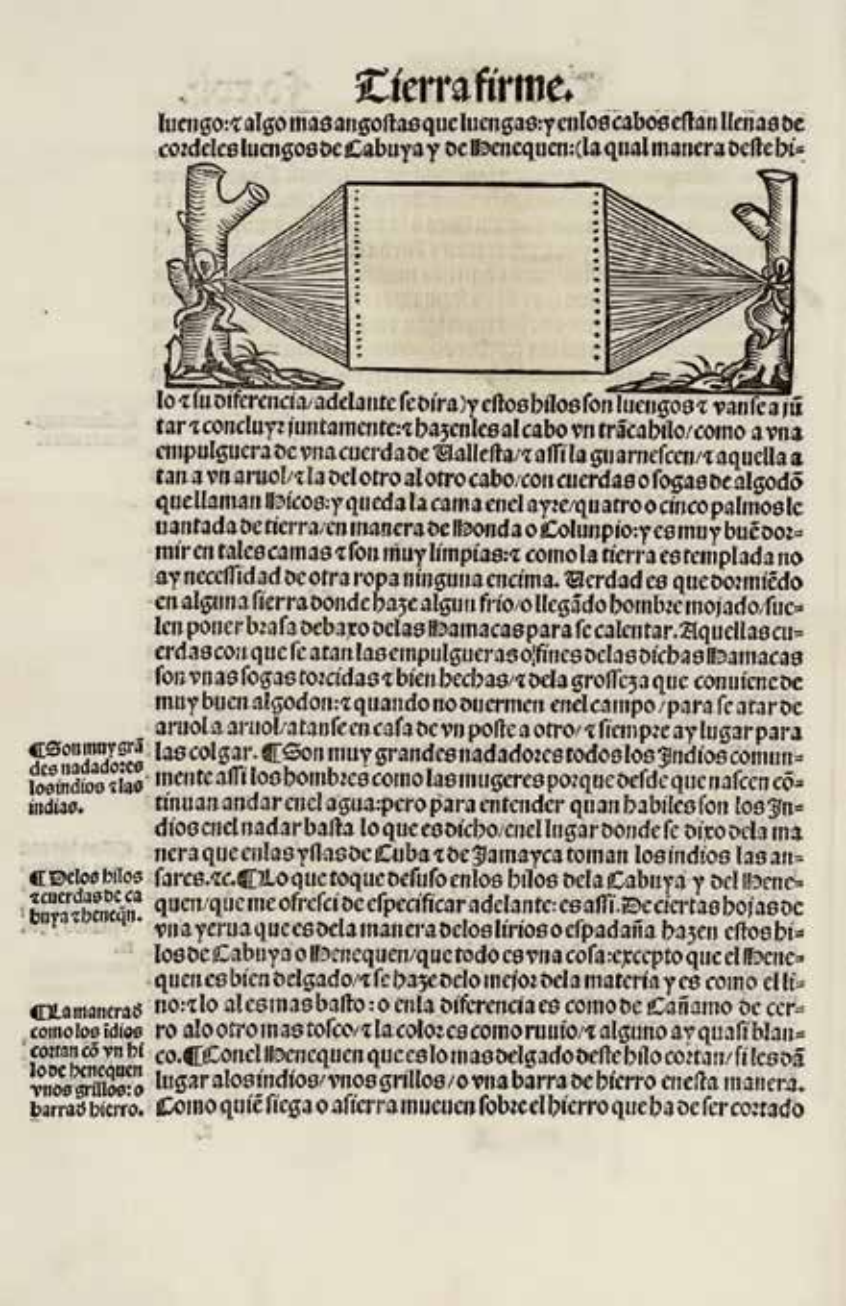 Tierra firme.
luengo: ⁊ algo mas angostas que luengas: y en los cabos estan llenas de
cordeles luengos de Cabuya y de Henequen: (la qual manera deste hi=
lo ⁊ su diferencia/ adelante se dira) y estos hilos son luengos ⁊ vanse a jũ
tar ⁊ concluyr juntamente: ⁊ hazenles al cabo vn trãcahilo/ como a vna
empulguera de vna cuerda de Vallesta/ ⁊ assi la guarnescen/ ⁊ aquella a
tan a vn aruol/ ⁊ la del otro al otro cabo/ con cuerdas o sogas de algodõ
que llaman Hicos: y queda la cama enel ayre/ quatro o cinco palmos le
uantada de tierra/ en manera de Honda o Colunpio: y es muy buẽ dor=
mir en tales camas ⁊ son muy limpias: ⁊ como la tierra es templada no
ay necessidad de otra ropa ninguna encima. Verdad es que dormiẽdo
en alguna sierra donde haze algun frio/ o llegãdo hombre mojado/ sue=
len poner brasa debaxo delas Hamacas para se calentar. Aquellas cu=
erdas con que se atan las empulgueras o/ fines delas dichas Hamacas
son vnas sogas torcidas ⁊ bien hechas/ ⁊ dela grosseza que conuiene de
muy buen algodon: ⁊ quando no duermen enel campo/ para se atar de
aruol a aruol/ atanse en casa de vn poste a otro/ ⁊ siempre ay lugar para
las colgar. ¶ Son muy grandes nadadores todos los Indios comun=
mente assi los hombres como las mugeres porque desde que nascen cõ=
tinuan andar enel agua: pero para entender quan habiles son los In=
dios enel nadar basta lo que es dicho/ enel lugar donde se dixo dela ma
nera que enlas yslas de Cuba ⁊ de Jamayca toman los indios las an=
sares. ⁊c. ¶ Lo que toque desuso enlos hilos dela Cabuya y del Hene=
quen/ que me ofresci de especificar adelante: es assi. De ciertas hojas de
vna yerua que es dela manera delos lirios o espadaña hazen estos hi=
los de Cabuya o Henequen/ que todo es vna cosa: excepto que el Hene=
quen es bien delgado/ ⁊ se haze delo mejor dela materia y es como el li=
no: ⁊ lo al es mas basto: o enla diferencia es como de Cañamo de cer=
ro alo otro mas tosco/ ⁊ la color es como ruuio/ ⁊ alguno ay quasi blan=
co. ¶ Con el Henequen que es lo mas delgado deste hilo cortan/ si les dã
lugar alos indios/ vnos grillos/ o vna barra de hierro enesta manera.
Como quiẽ siega o asierra mueuen sobre el hierro que ha de ser cortado
¶ Son muy grã
des nadadores
los indios ⁊ las
indias.
¶ Delos hilos
⁊ cuerdas de ca
buya ⁊ heneq̃n.
¶ La manera đ
como los ĩdios
cortan cõ vn hi
lo de henequen
vnos grillos: o
barra đ hierro.